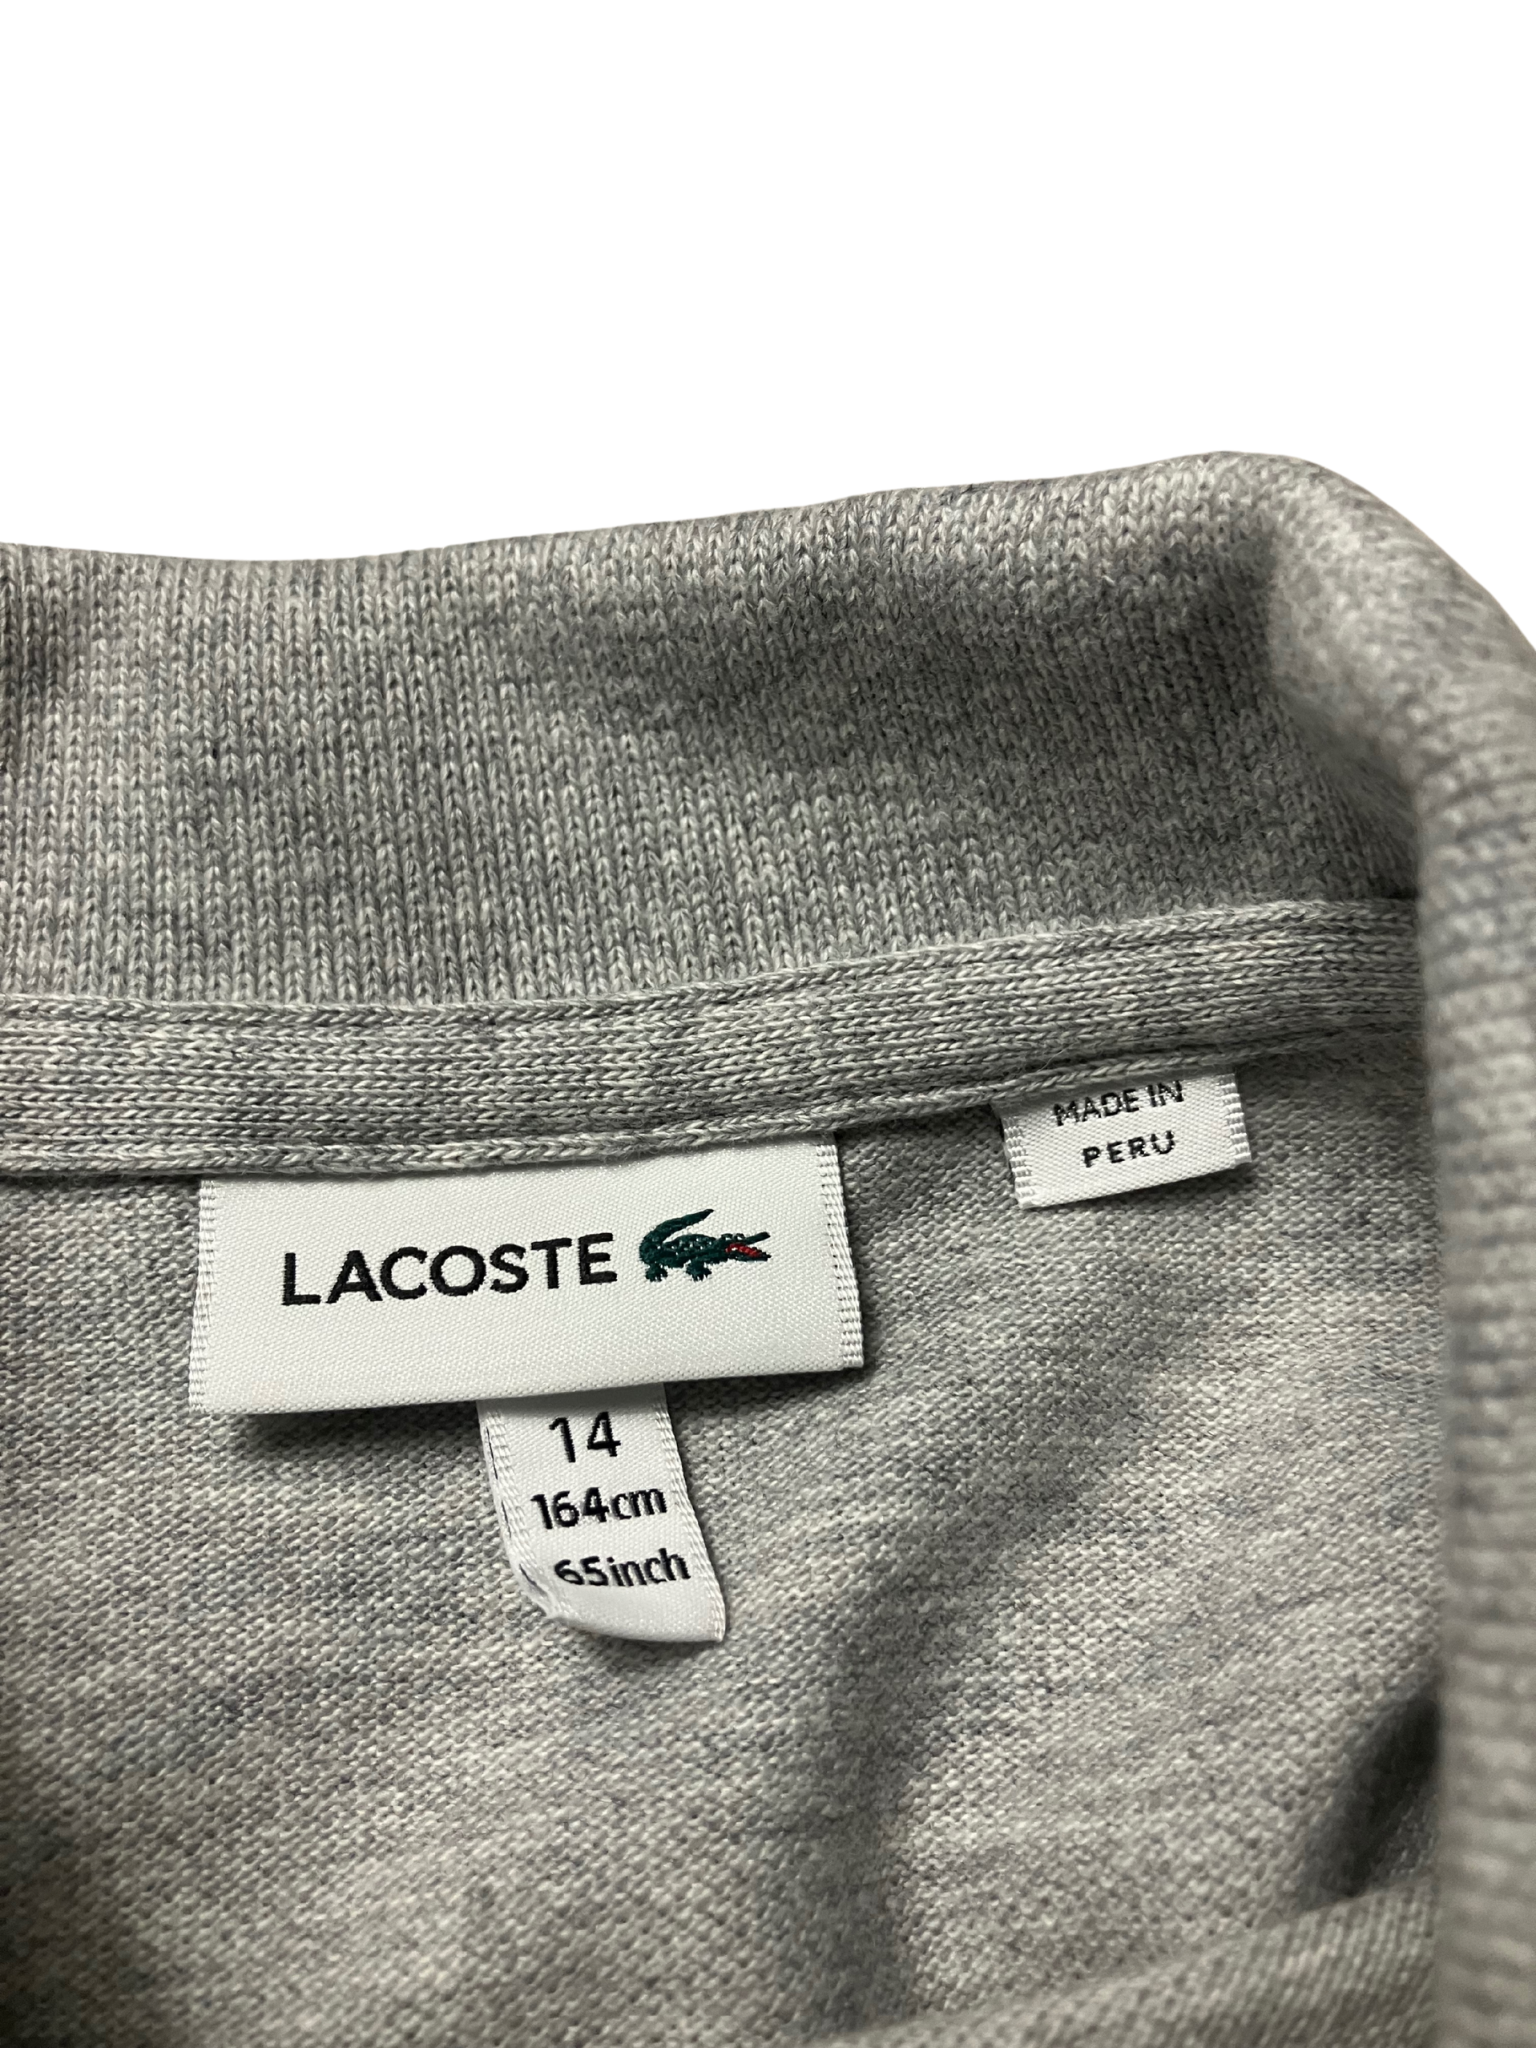 MADE IN
PERU
LACOSTE
14
164cm
65inch